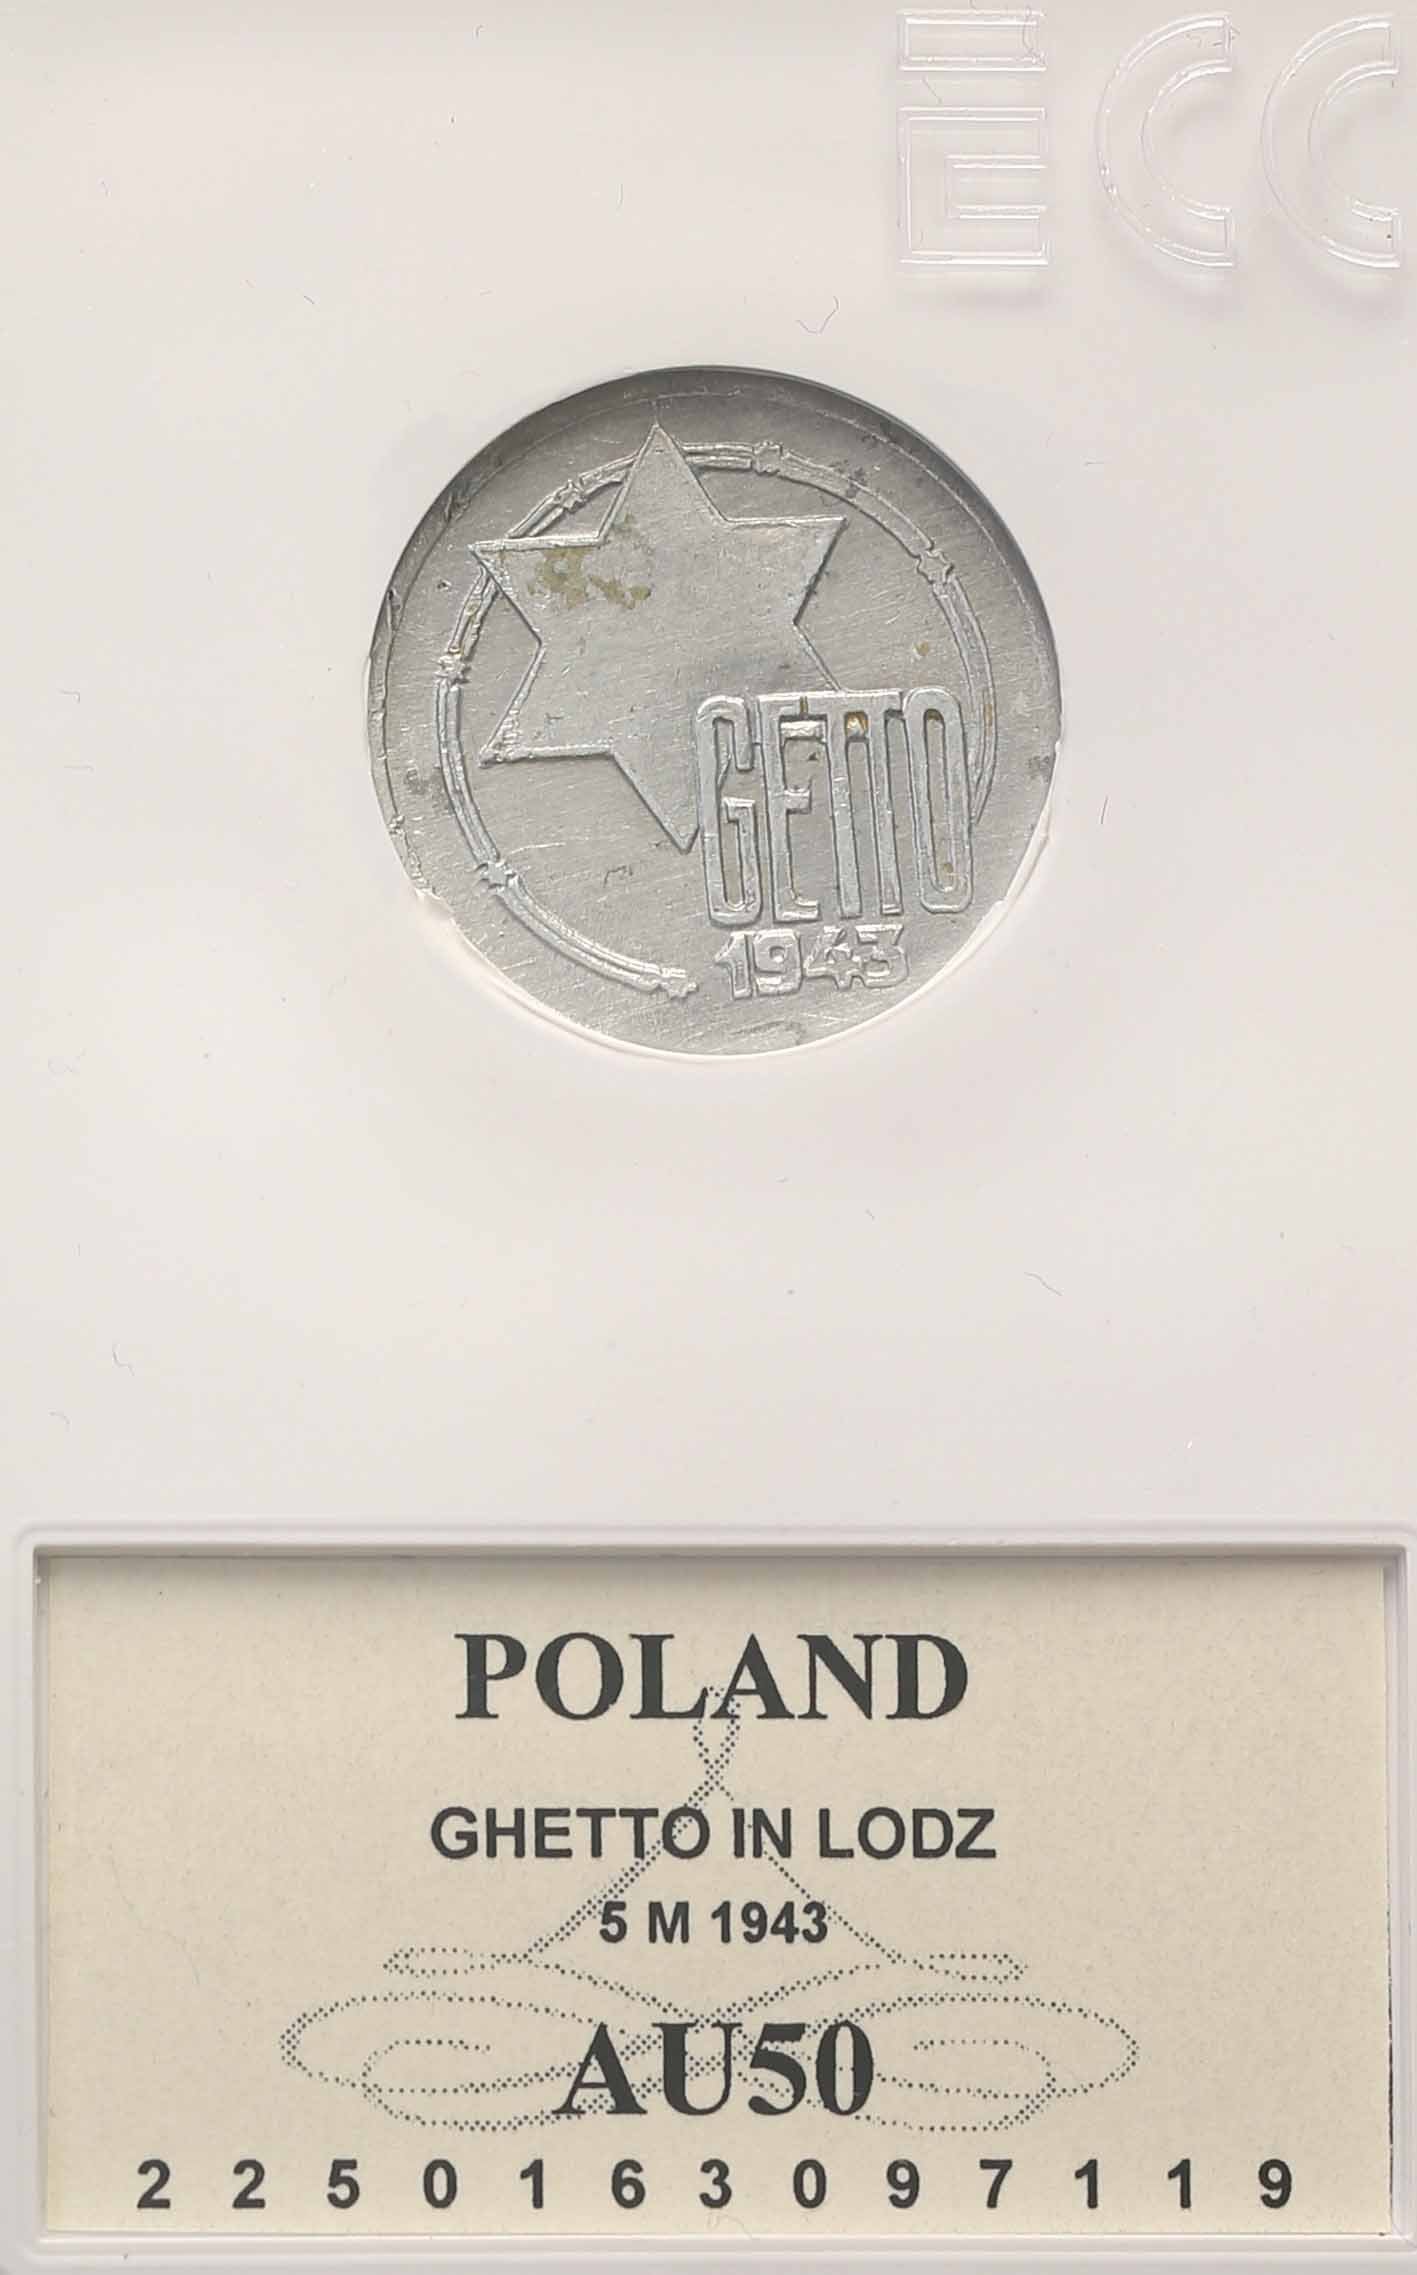 ECC
GETTO
1943
POLAND
GHETTO IN LODZ
5 M 1943
AU50
2 2 5 0 1 6 3 0 9 7 1 1 9